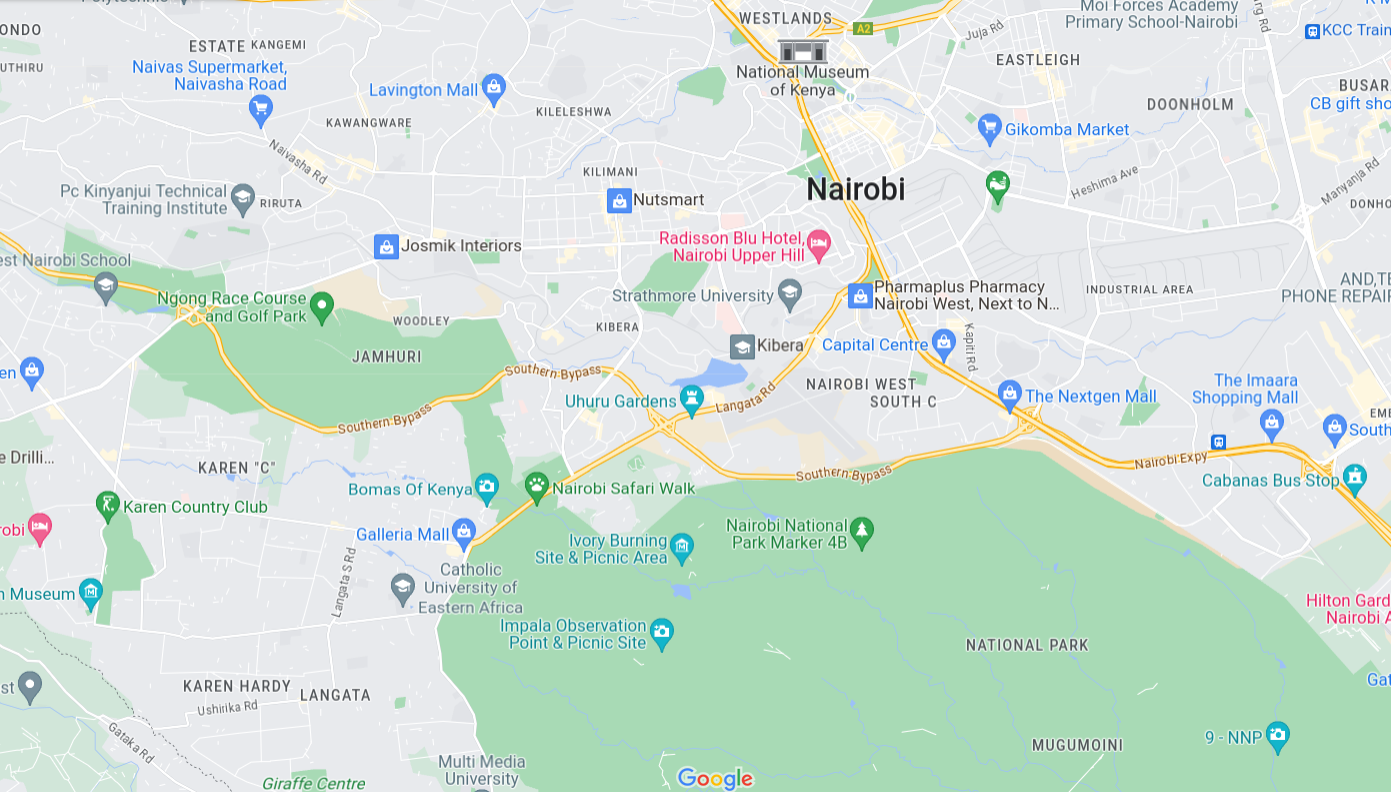 WESTLANDS
A2
Juja Rd
Moi Forces Academy
Primary School-Nairobi
KCC Train
ONDO
ESTATE
KANGEMI
EASTLEIGH
UTHIRU
Naivas Supermarket,
Naivasha Road
National Museum
of Kenya
Lavington Mall
BUSAR
CB gift sho
DOONHOLM
KILELESHWA
KAWANGWARE
Gikomba Market
Naivasha Rd
KILIMANI
Heshima Ave
Manyanja Rd
Nairobi
Pc Kinyanjui Technical
Training Institute
RIRUTA
Nutsmart
DONHO
Josmik Interiors
Radisson Blu Hotel,
Nairobi Upper Hill
est Nairobi School
AND,TE
PHONE REPAIR
INDUSTRIAL AREA
Pharmaplus Pharmacy
Nairobi West, Next to N...
Strathmore University
Ngong Race Course
and Golf Park
WOODLEY
KIBERA
Kapiti Rd
Kibera
Capital Centre
JAMHURI
en
Southern Bypass
NAIROBI WEST
SOUTH C
The Imaara
Shopping Mall
Uhuru Gardens
Langata Rd
The Nextgen Mall
EMB
South
Southern Bypass
e Drilli...
KAREN "C"
Nairobi Expy
Southern Bypass
Cabanas Bus Stop
Bomas Of Kenya
Nairobi Safari Walk
Karen Country Club
robi
Galleria Mall
Ivory Burning
Site & Picnic Area
Nairobi National
Park Marker 4B
Langata S Rd
Catholic
University of
Eastern Africa
n Museum
Hilton Gard
Nairobi A
Impala Observation
Point & Picnic Site
NATIONAL PARK
st
KAREN HARDY
LANGATA
Ushirika Rd
Gat
Gataka Rd
9 - NNP
MUGUMOINI
Multi Media
University
Giraffe Centre
Google